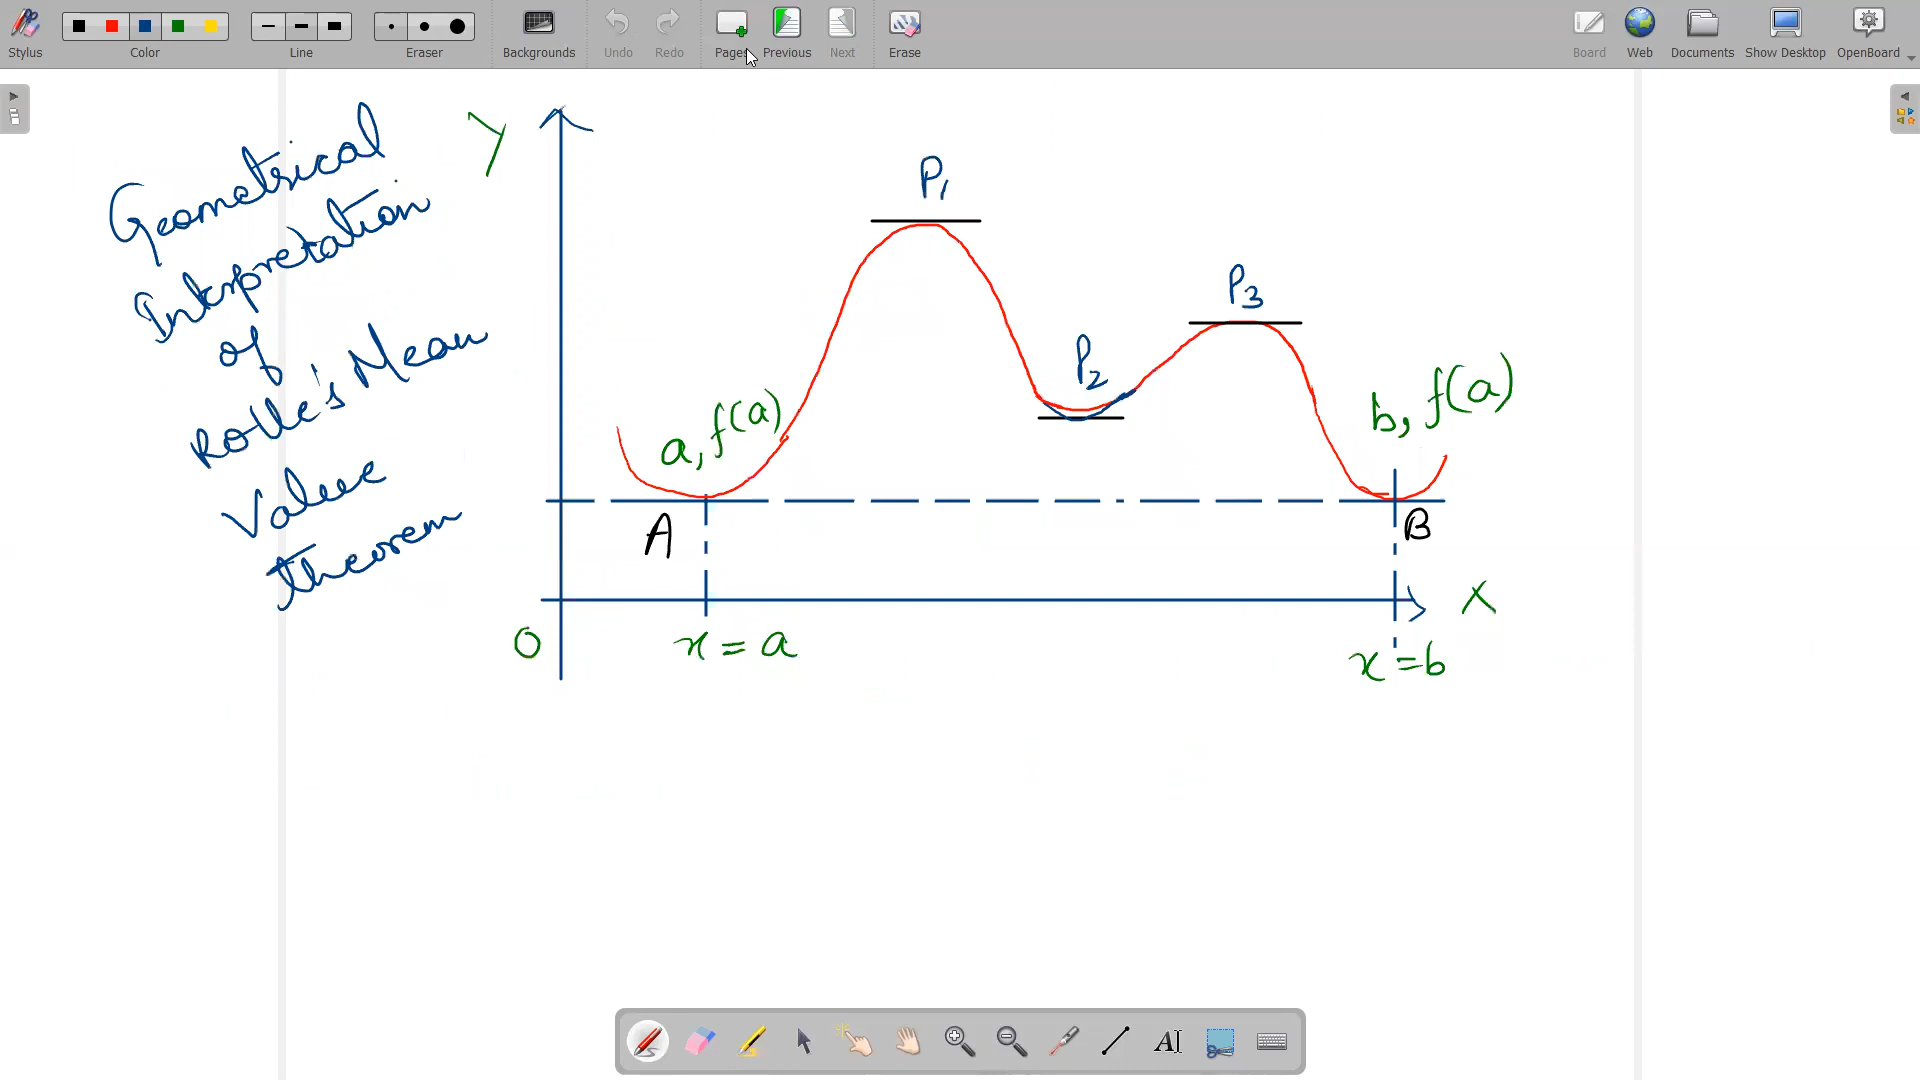 Stylus
Color
Line
Eraser
Backgrounds
Undo
Redo
Pages
Previous
Next
Erase
Board
Web
Documents
Show Desktop
OpenBoard
Geometrical
Interpretation
of
Rolle's Mean
Value
theorem
Y
P1
P2
P3
a, f(a)
b, f(a)
A
B
X
O
x = a
x = b